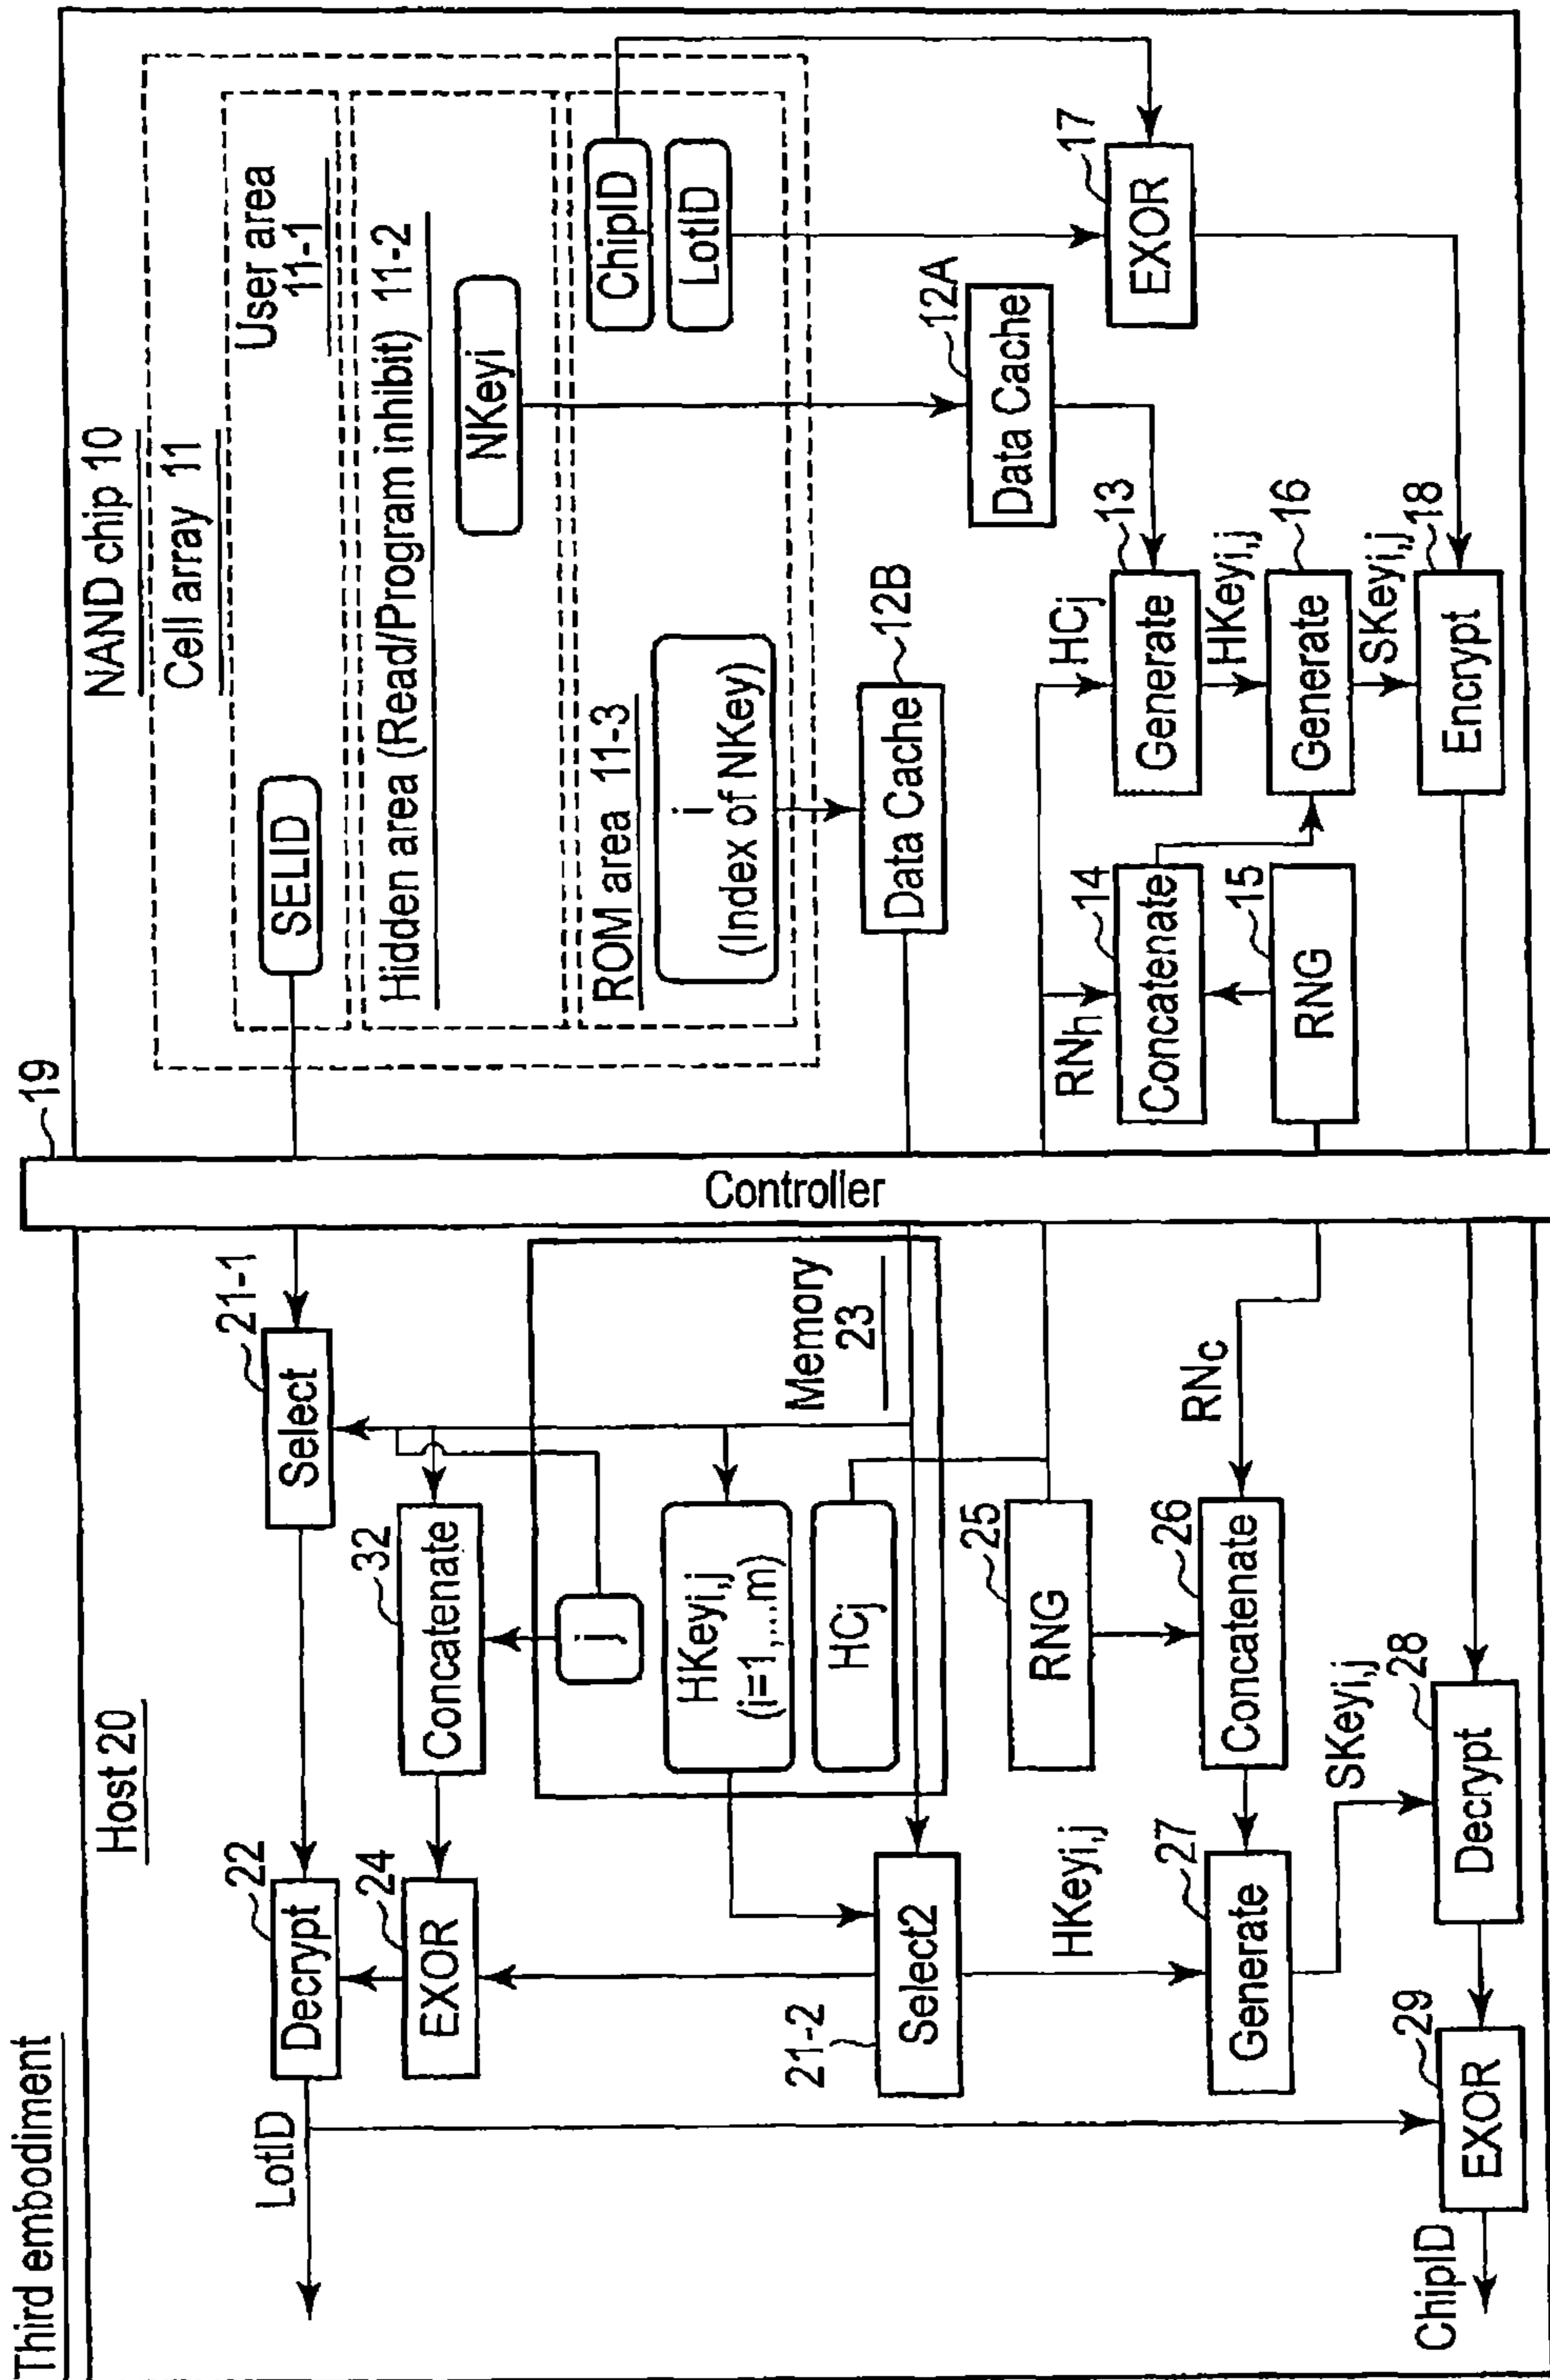 Third embodiment
Host 20
LotID
22
Decrypt
21-1
Select
24
EXOR
32
Concatenate
j
HKeyi,j
(i=1,...m)
HCj
Memory
23
21-2
Select2
25
RNG
HKeyi,j
27
Generate
26
Concatenate
RNc
SKeyi,j
28
Decrypt
29
EXOR
ChipID
Controller
19
NAND chip 10
Cell array 11
User area
11-1
SELID
Hidden area (Read/Program inhibit) 11-2
NKeyi
ROM area 11-3
i
(Index of NKey)
ChipID
LotID
12B
Data Cache
12A
Data Cache
17
EXOR
HCj
13
Generate
HKeyi,j
RNh
14
Concatenate
16
Generate
15
RNG
SKeyi,j
18
Encrypt